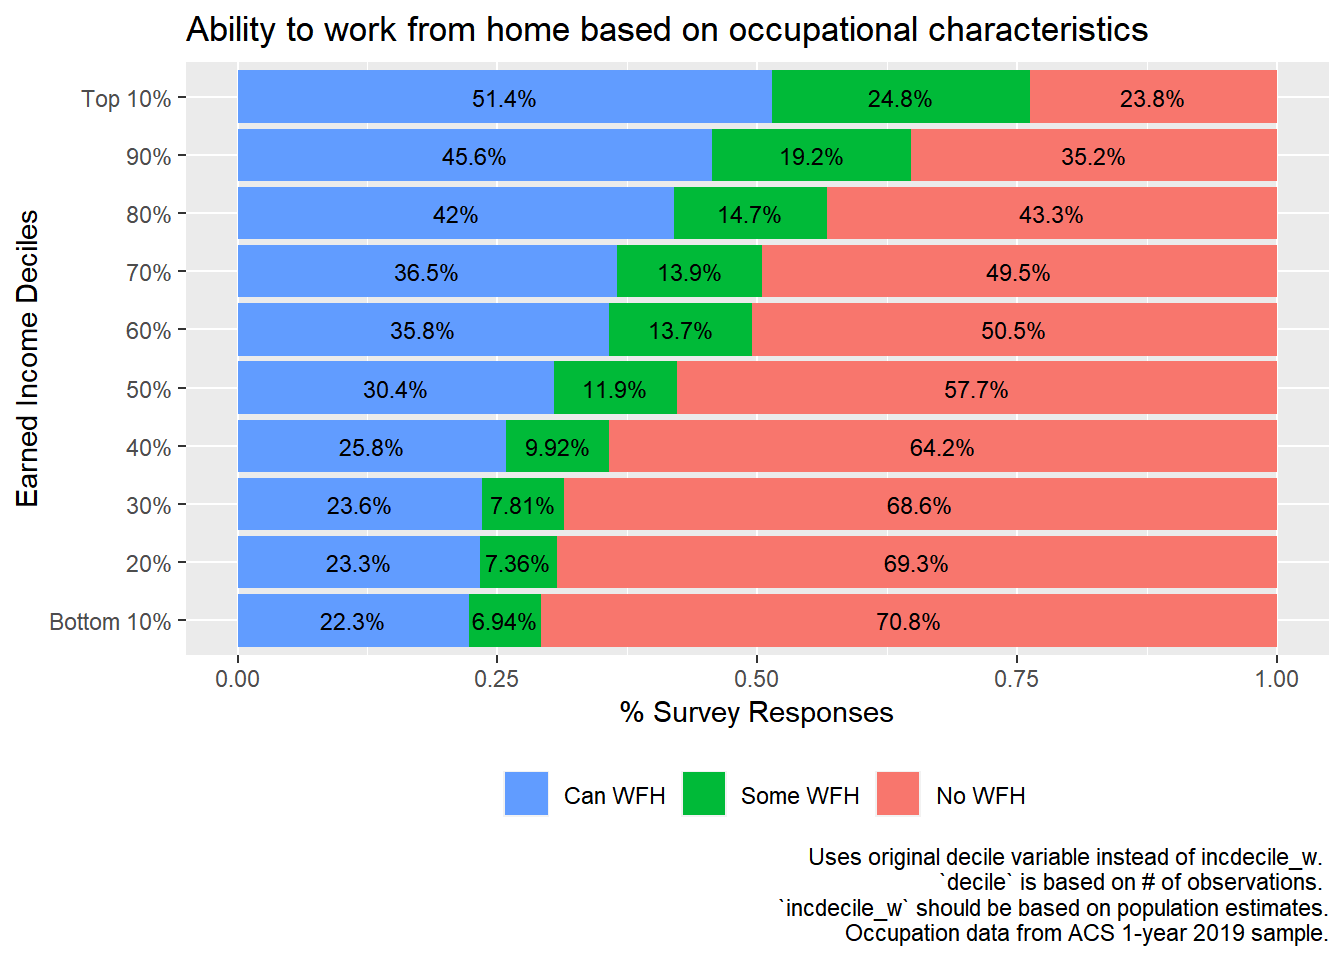 Ability to work from home based on occupational characteristics
Earned Income Deciles
Top 10% 51.4% 24.8% 23.8%
90% 45.6% 19.2% 35.2%
80% 42% 14.7% 43.3%
70% 36.5% 13.9% 49.5%
60% 35.8% 13.7% 50.5%
50% 30.4% 11.9% 57.7%
40% 25.8% 9.92% 64.2%
30% 23.6% 7.81% 68.6%
20% 23.3% 7.36% 69.3%
Bottom 10% 22.3% 6.94% 70.8%
0.00 0.25 0.50 0.75 1.00
% Survey Responses
Can WFH Some WFH No WFH
Uses original decile variable instead of incdecile_w.
`decile` is based on # of observations.
`incdecile_w` should be based on population estimates.
Occupation data from ACS 1-year 2019 sample.